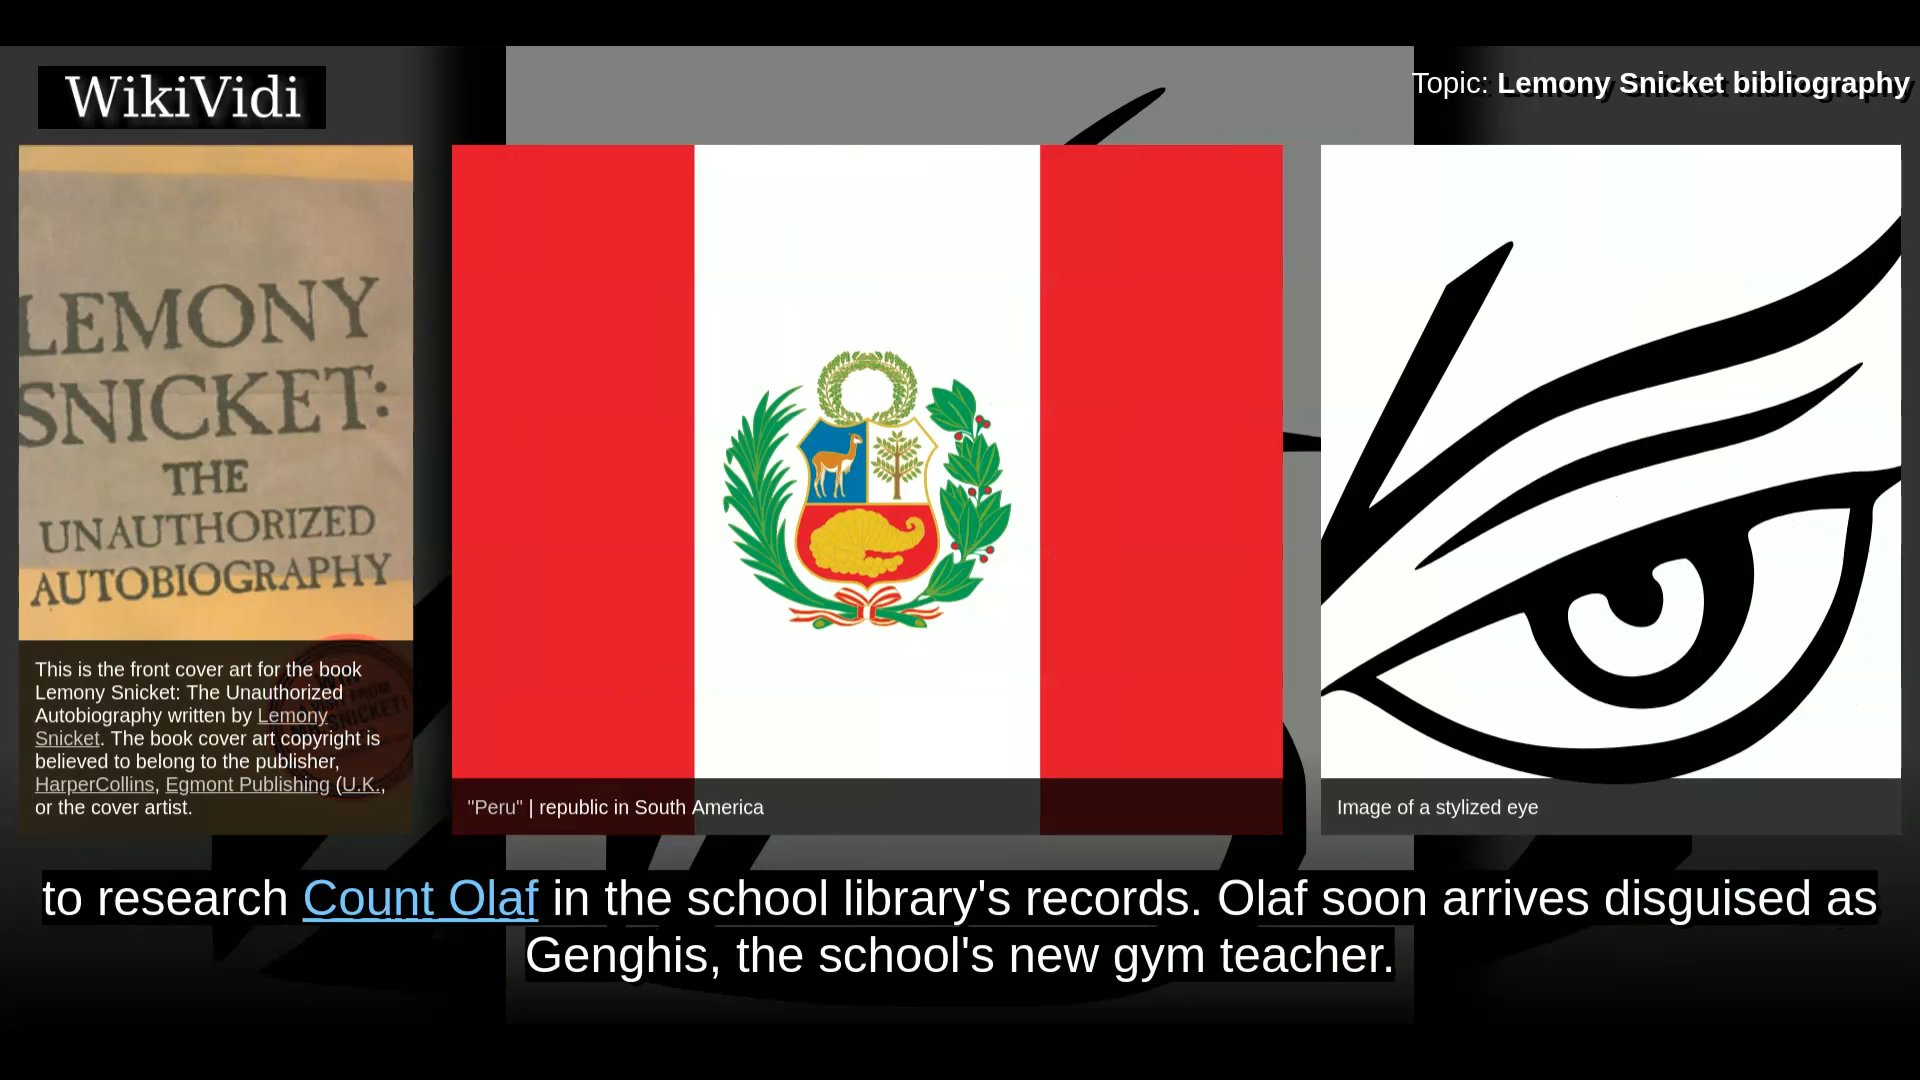 WikiVidi
Topic: Lemony Snicket bibliography
LEMONY
SNICKET:
THE
UNAUTHORIZED
AUTOBIOGRAPHY
This is the front cover art for the book
Lemony Snicket: The Unauthorized
Autobiography written by Lemony
Snicket. The book cover art copyright is
believed to belong to the publisher,
HarperCollins, Egmont Publishing (U.K.,
or the cover artist.
"Peru" | republic in South America
Image of a stylized eye
to research Count Olaf in the school library's records. Olaf soon arrives disguised as
Genghis, the school's new gym teacher.